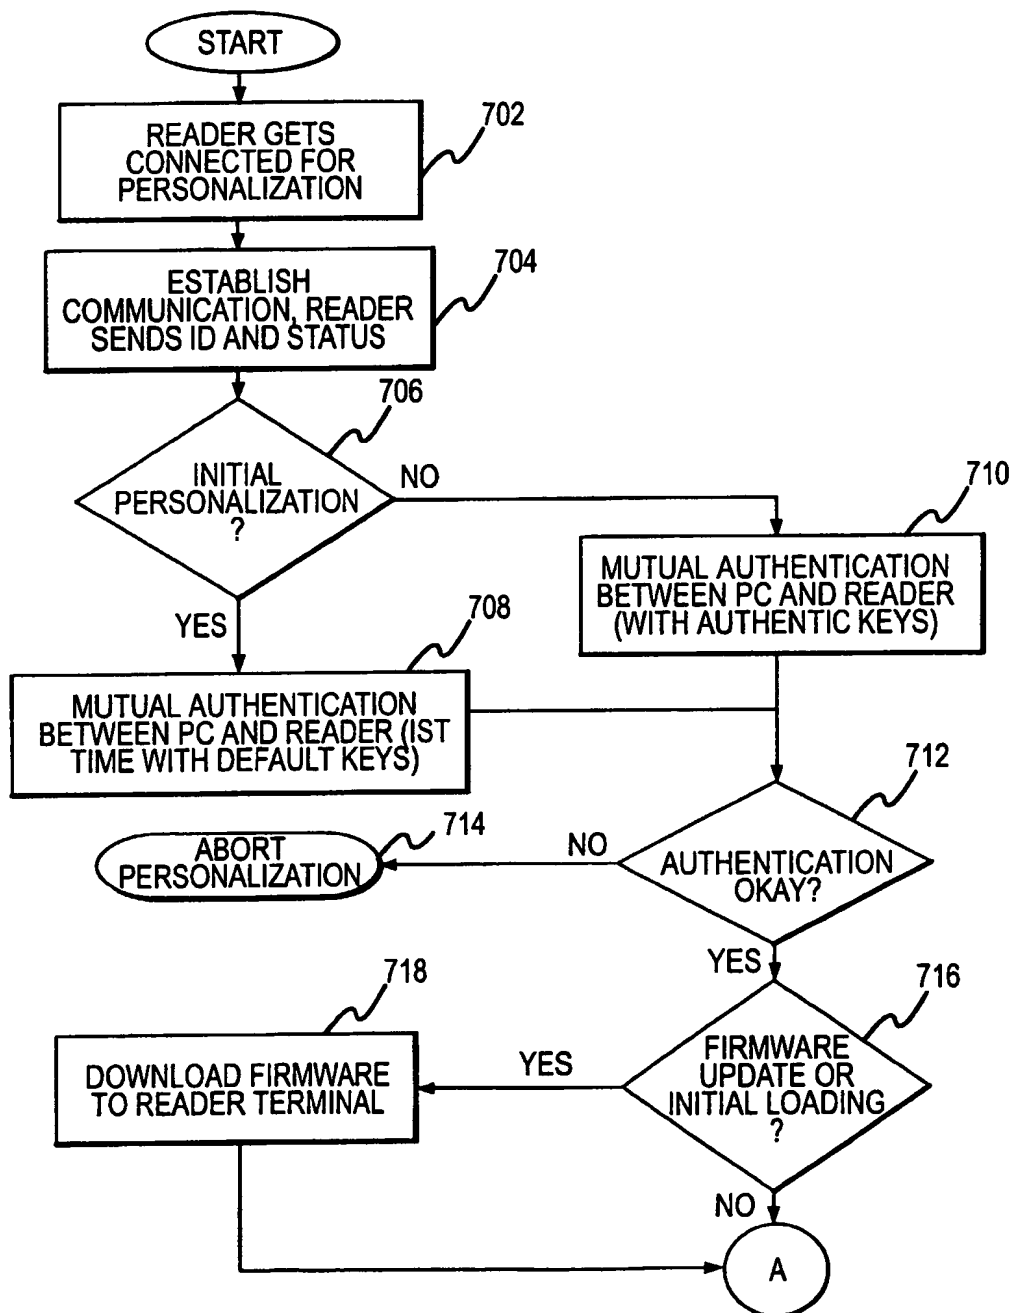 START
702
READER GETS
CONNECTED FOR
PERSONALIZATION
704
ESTABLISH
COMMUNICATION, READER
SENDS ID AND STATUS
706
INITIAL
PERSONALIZATION
?
NO
710
MUTUAL AUTHENTICATION
BETWEEN PC AND READER
(WITH AUTHENTIC KEYS)
YES
708
MUTUAL AUTHENTICATION
BETWEEN PC AND READER (IST
TIME WITH DEFAULT KEYS)
712
AUTHENTICATION
OKAY?
NO
714
ABORT
PERSONALIZATION
YES
716
FIRMWARE
UPDATE OR
INITIAL LOADING
?
YES
718
DOWNLOAD FIRMWARE
TO READER TERMINAL
NO
A